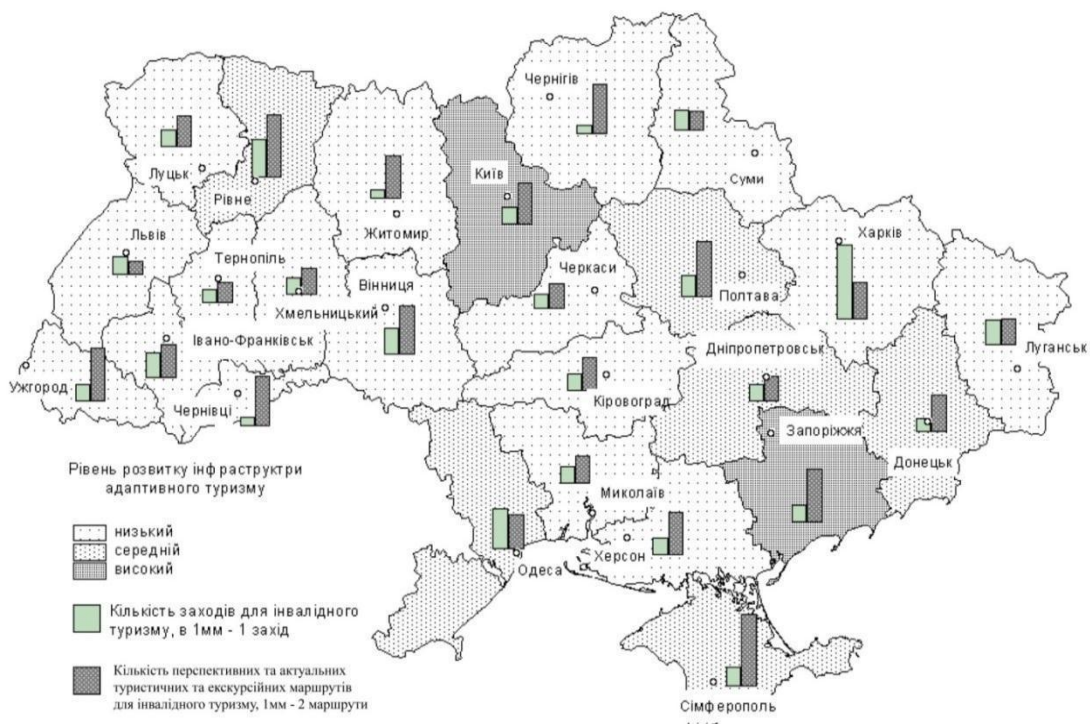 Чернігів
Суми
Київ
Луцьк
Рівне
Житомир
Львів
Тернопіль
Хмельницький
Вінниця
Черкаси
Полтава
Харків
Луганськ
Івано-Франківськ
Ужгород
Чернівці
Кіровоград
Дніпропетровськ
Запоріжжя
Донецьк
Миколаїв
Херсон
Одеса
Сімферополь
Рівень розвитку інфраструктри
адаптивного туризму
низький
середній
високий
Кількість заходів для інвалідного
туризму, в 1мм - 1 захід
Кількість перспективних та актуальних
туристичних та екскурсійних маршрутів
для інвалідного туризму, 1мм - 2 маршрути